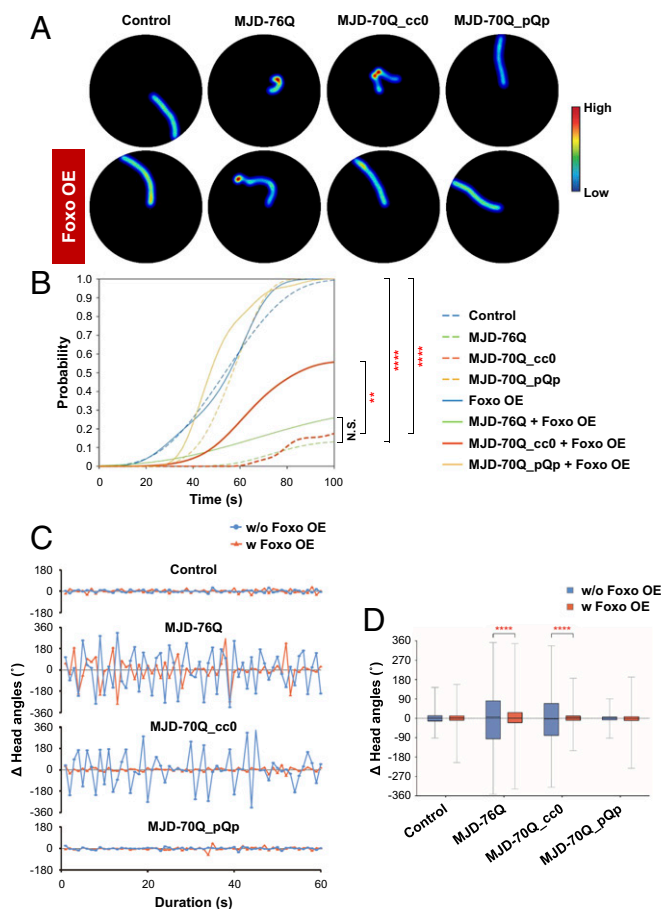 A
Control
MJD-76Q
MJD-70Q_cc0
MJD-70Q_pQp
High
Low
Foxo OE
B
1.0
0.9
0.8
0.7
0.6
0.5
0.4
0.3
0.2
0.1
0
Probability
0
20
40
60
80
100
Time (s)
N.S.
**
****
****
Control
MJD-76Q
MJD-70Q_cc0
MJD-70Q_pQp
Foxo OE
MJD-76Q + Foxo OE
MJD-70Q_cc0 + Foxo OE
MJD-70Q_pQp + Foxo OE
C
w/o Foxo OE
w Foxo OE
Control
180
0
-180
MJD-76Q
360
180
0
-180
360
MJD-70Q_cc0
360
180
0
-180
-360
MJD-70Q_pQp
180
0
-180
Δ Head angles (˚)
0
20
40
60
Duration (s)
D
w/o Foxo OE
w Foxo OE
****
****
360
270
180
90
0
-90
-180
-270
-360
Δ Head angles (˚)
Control
MJD-76Q
MJD-70Q_cc0
MJD-70Q_pQp